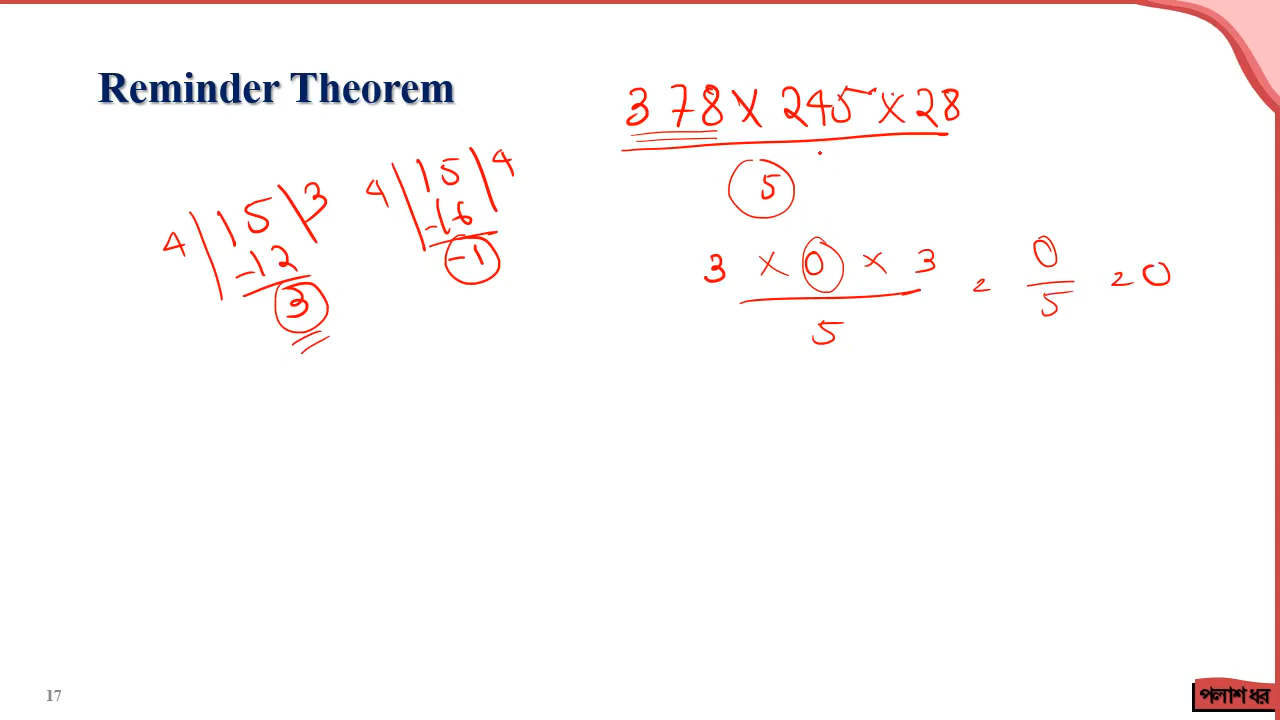 Reminder Theorem
378 × 245 × 28
5
4 15 3
-12
3
4 15 4
-16
-1
3 × 0 × 3 = 0 = 0
5 5
17
পলাশ ধর